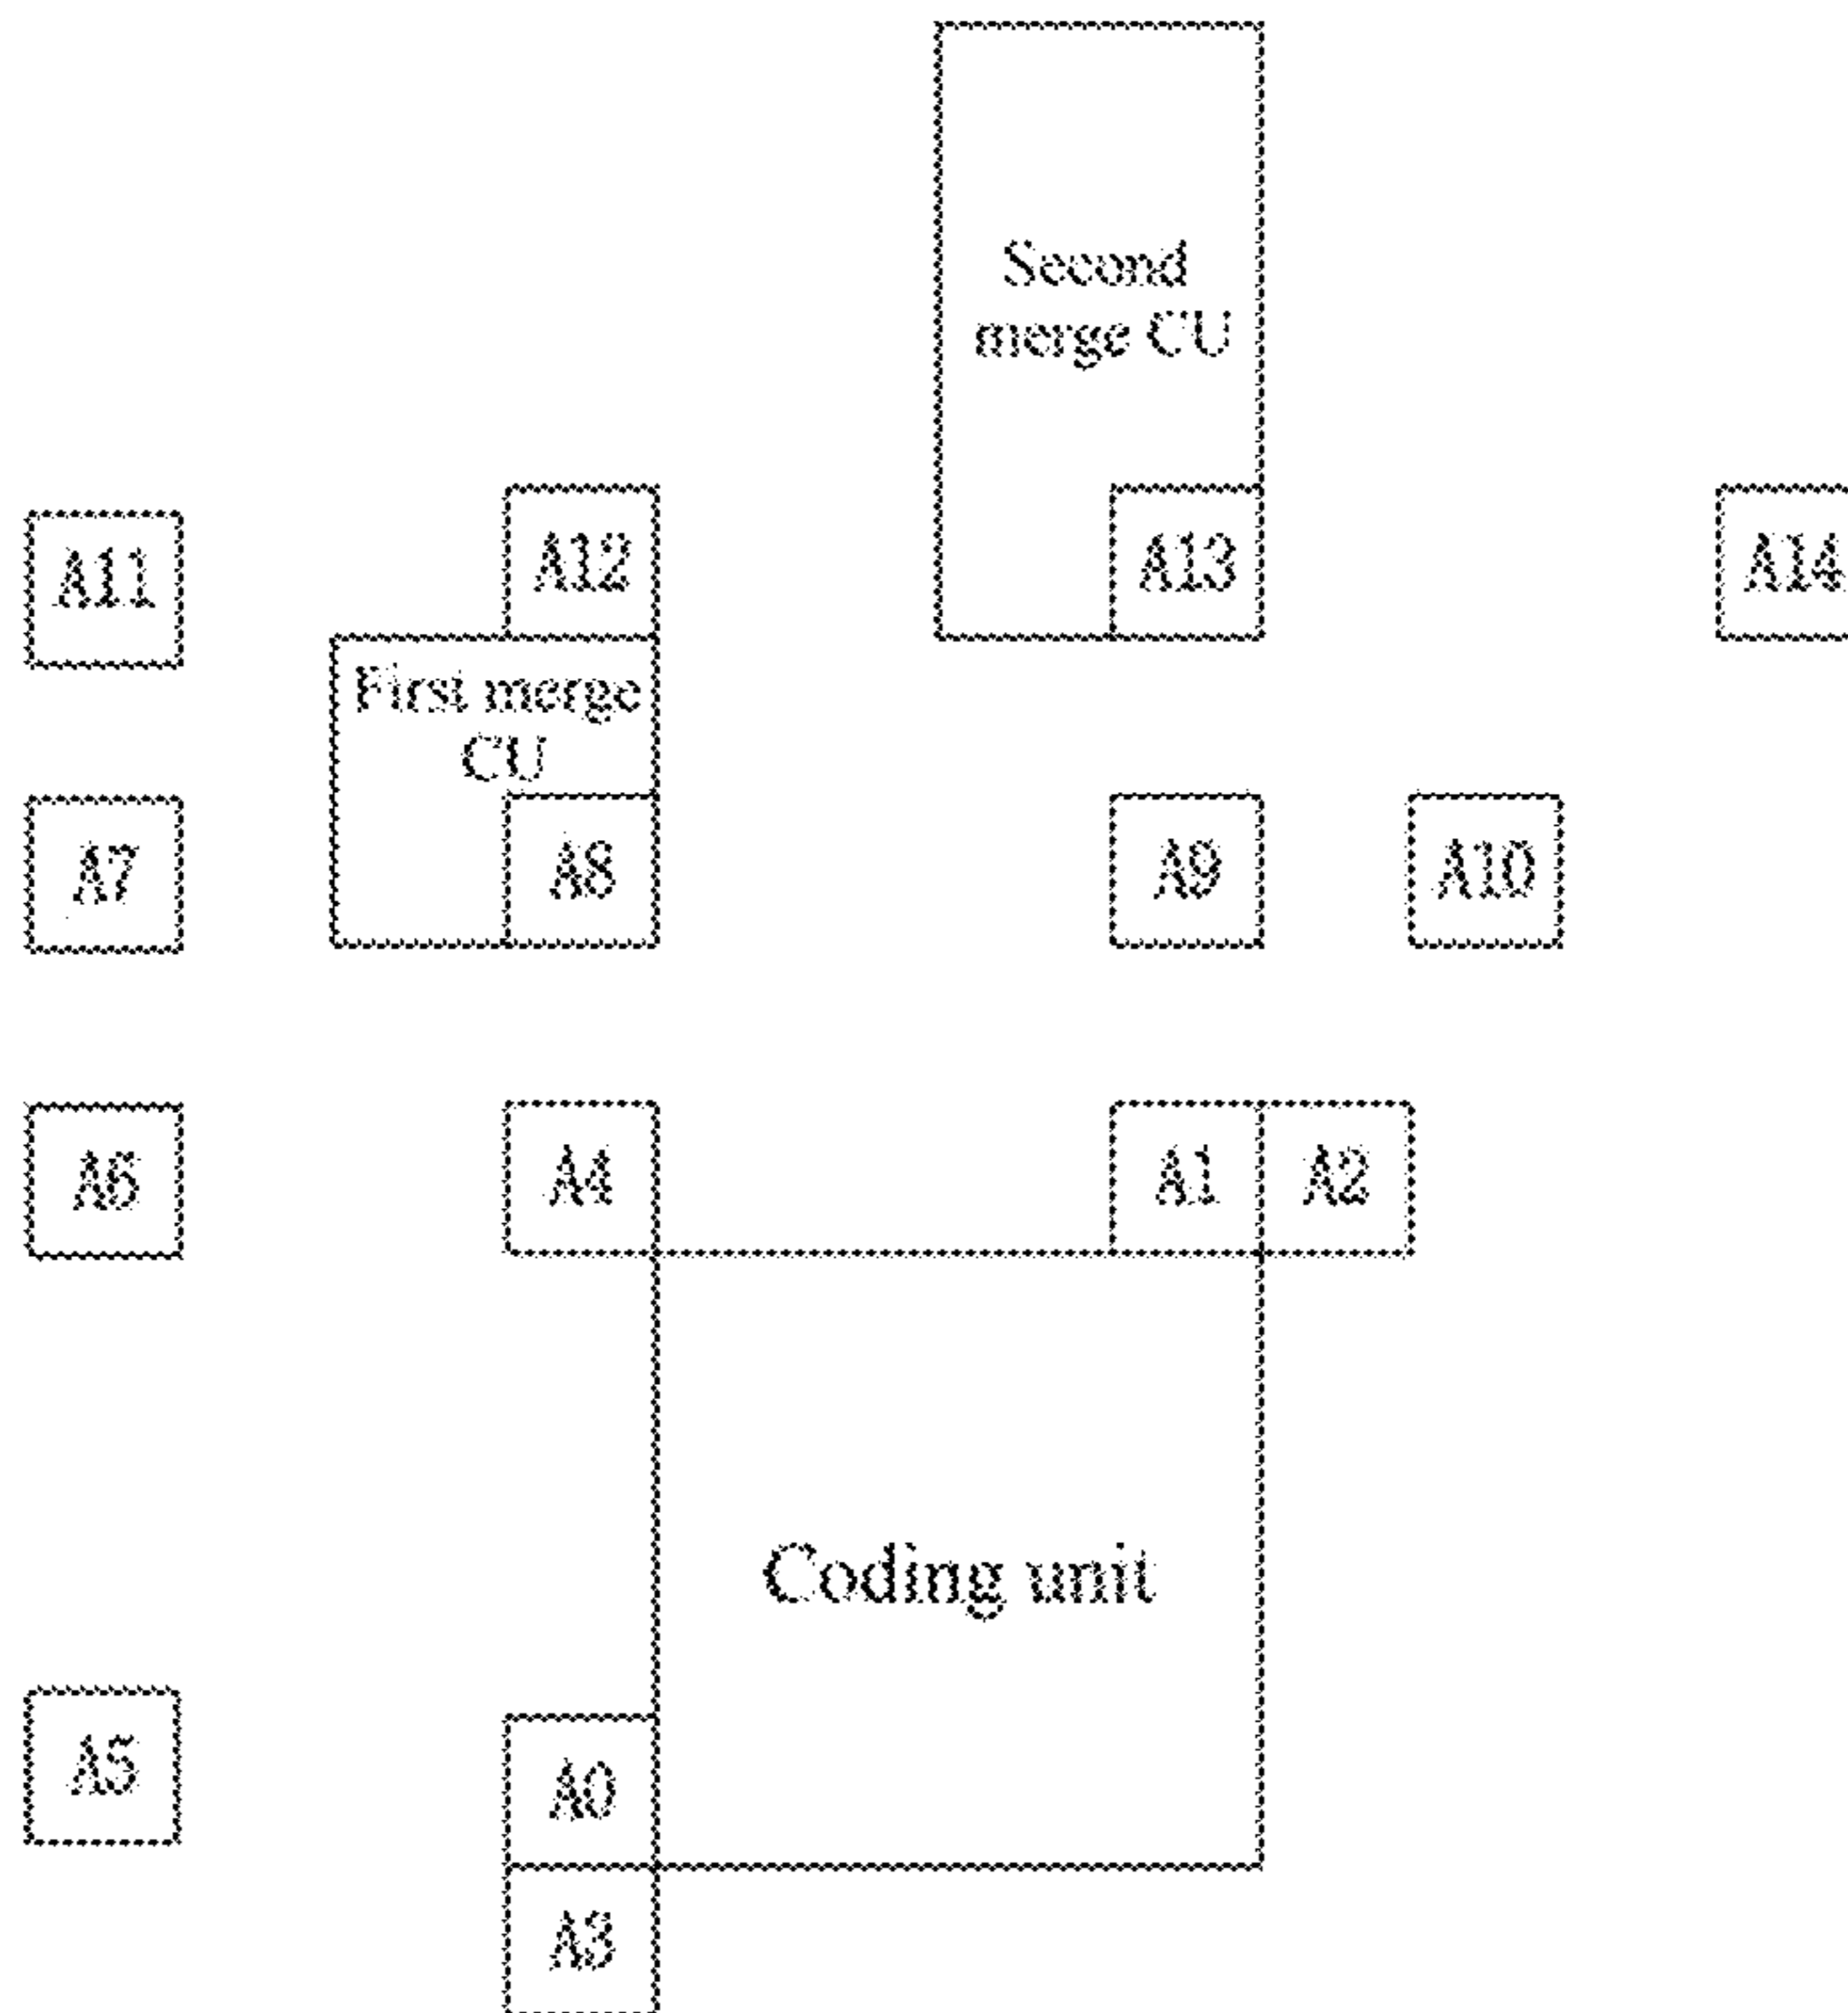 Second
merge CU
A11
A12
A13
A14
First merge
CU
A7
A8
A9
A10
A6
A4
A1
A2
Coding unit
A5
A0
A3